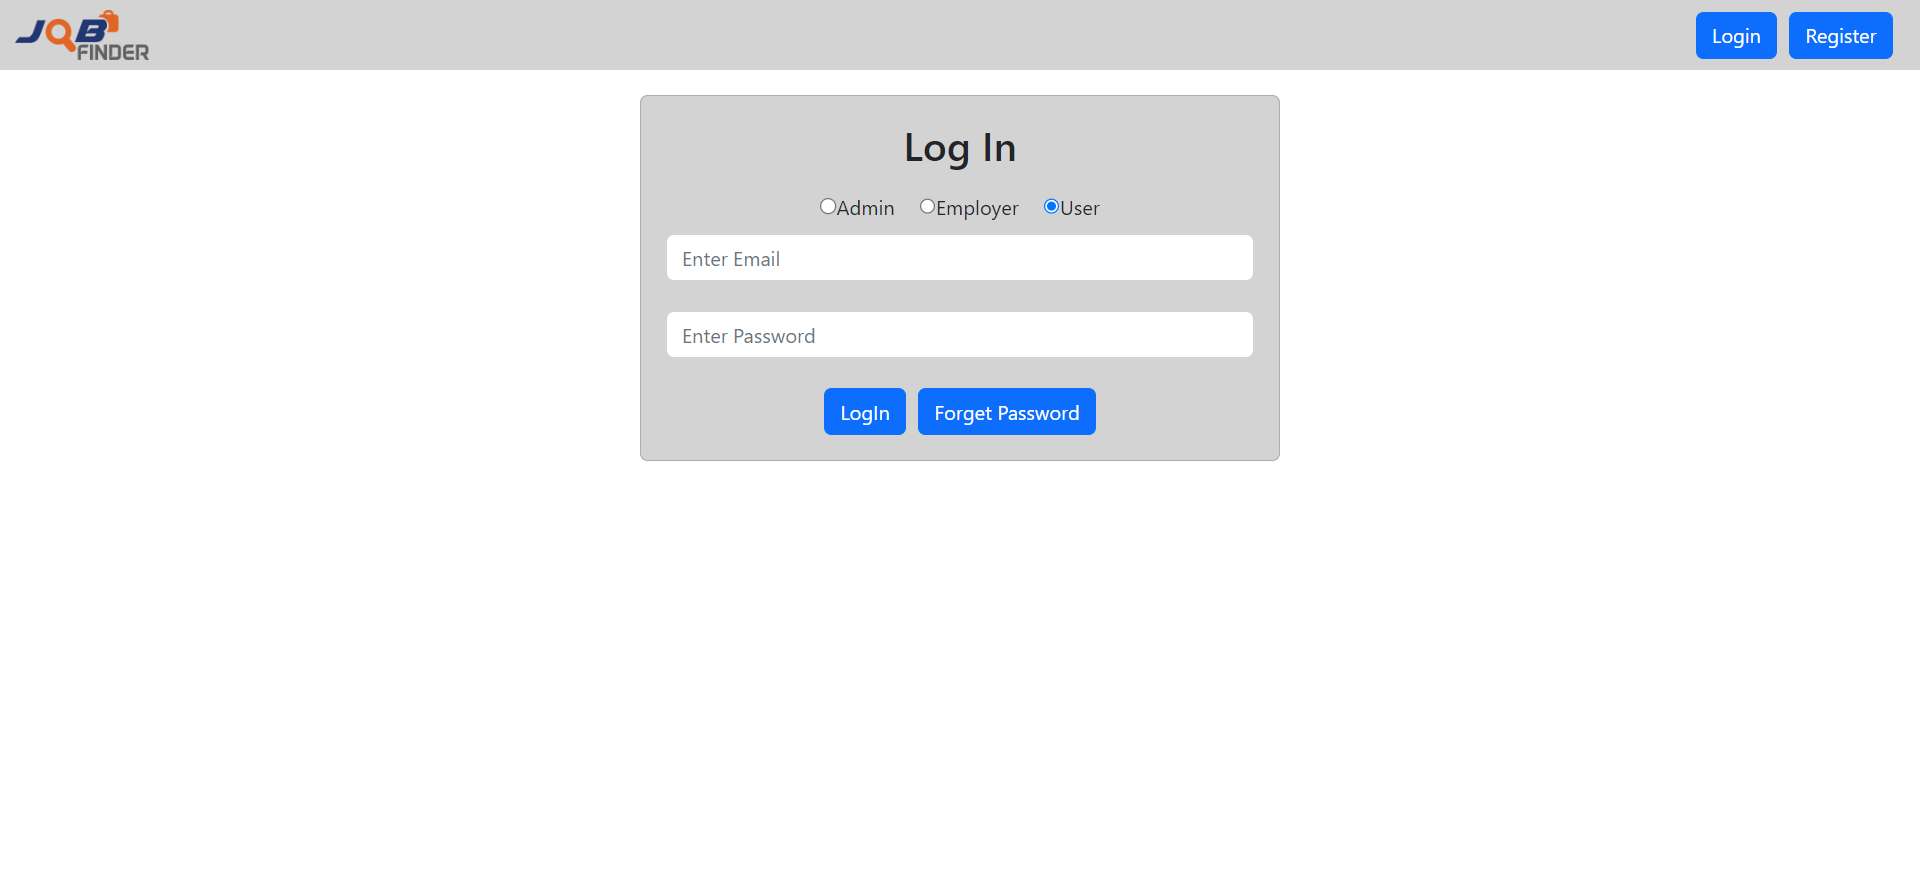 JOB FINDER
Login Register
Log In
Admin Employer User
Enter Email
Enter Password
LogIn Forget Password